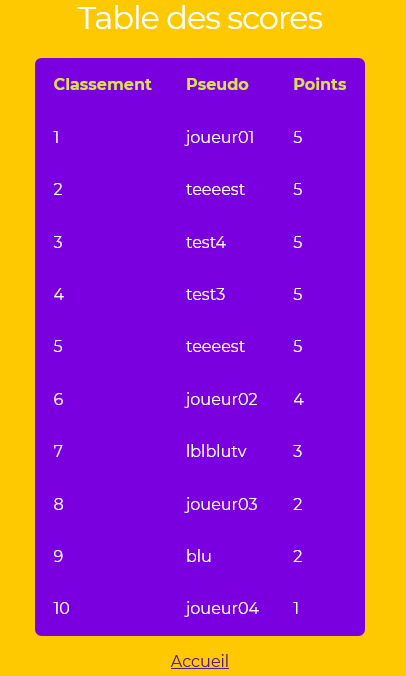 Table des scores
Classement Pseudo Points
1 joueur01 5
2 teeeest 5
3 test4 5
4 test3 5
5 teeeest 5
6 joueur02 4
7 lblblutv 3
8 joueur03 2
9 blu 2
10 joueur04 1
Accueil